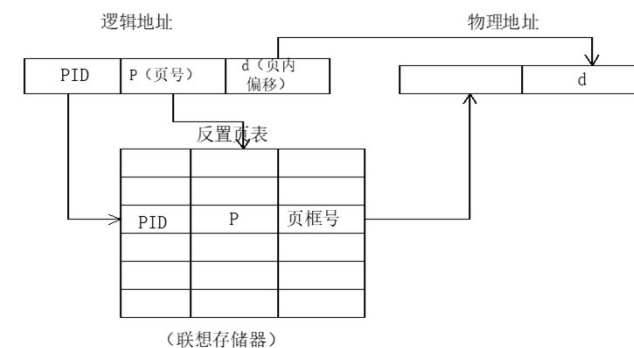 逻辑地址
物理地址
PID
P（页号）
d（页内
偏移）
d
反置页表
PID
P
页框号
（联想存储器）